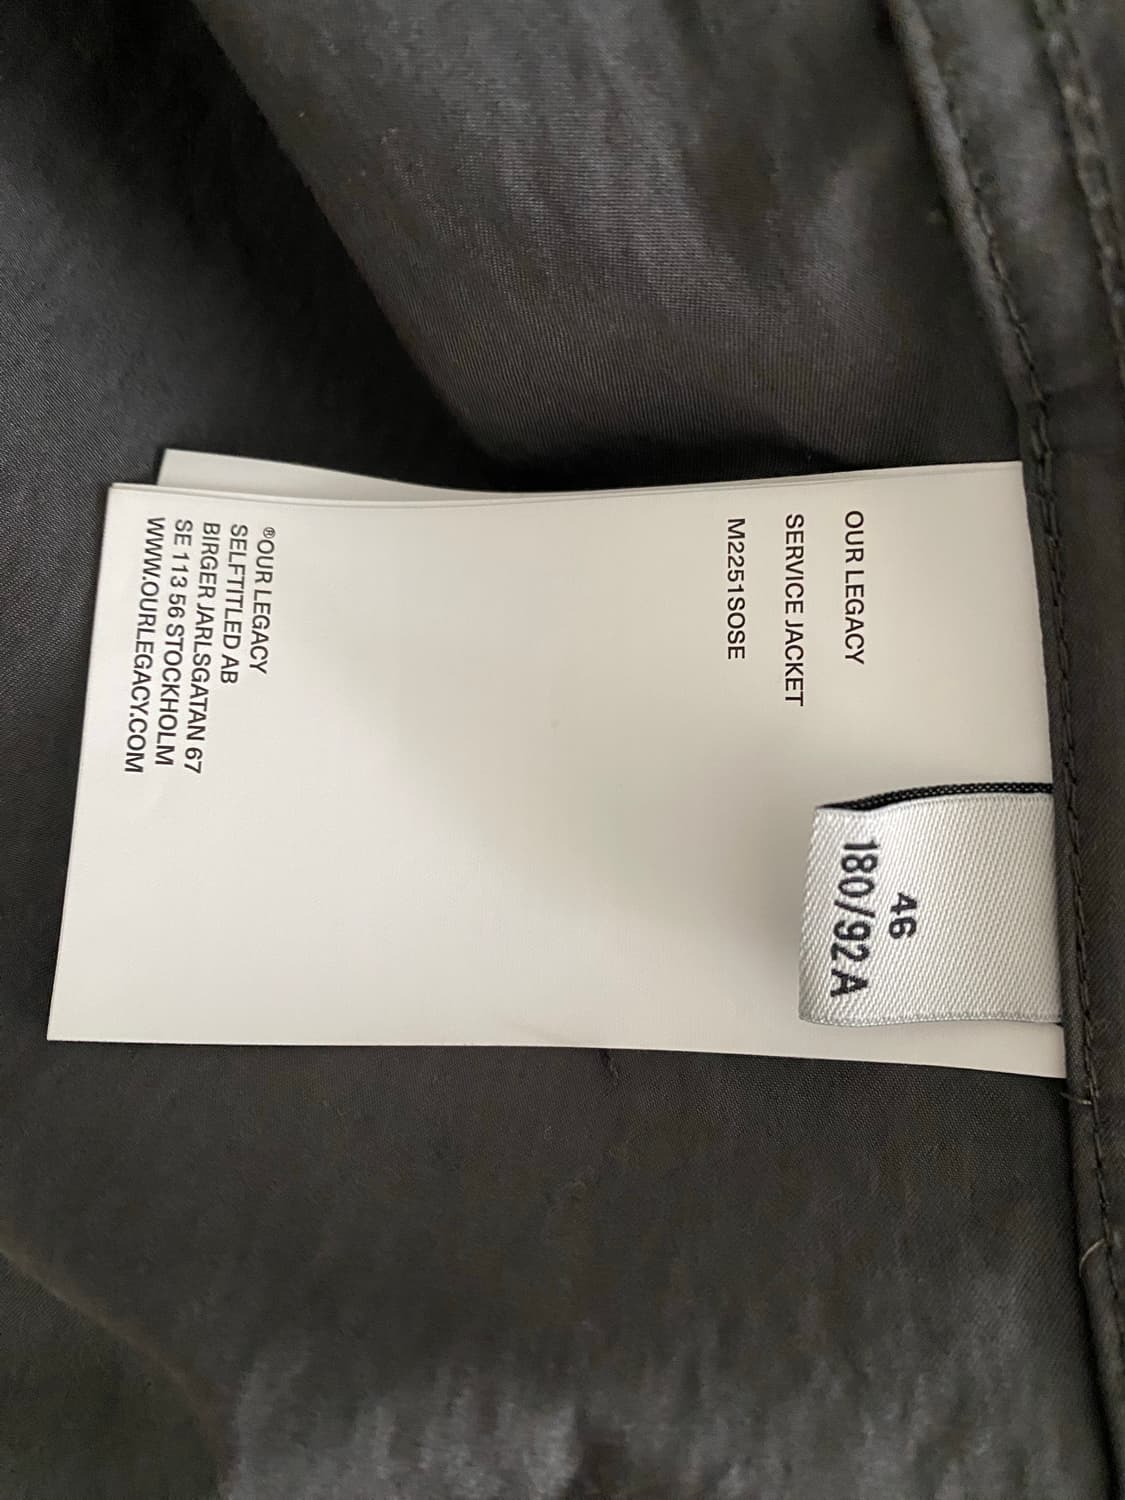 OUR LEGACY
SERVICE JACKET
M2251SOSE
46
180/92 A
®OUR LEGACY
SELFTITLED AB
BIRGER JARLSGATAN 67
SE 113 56 STOCKHOLM
WWW.OURLEGACY.COM